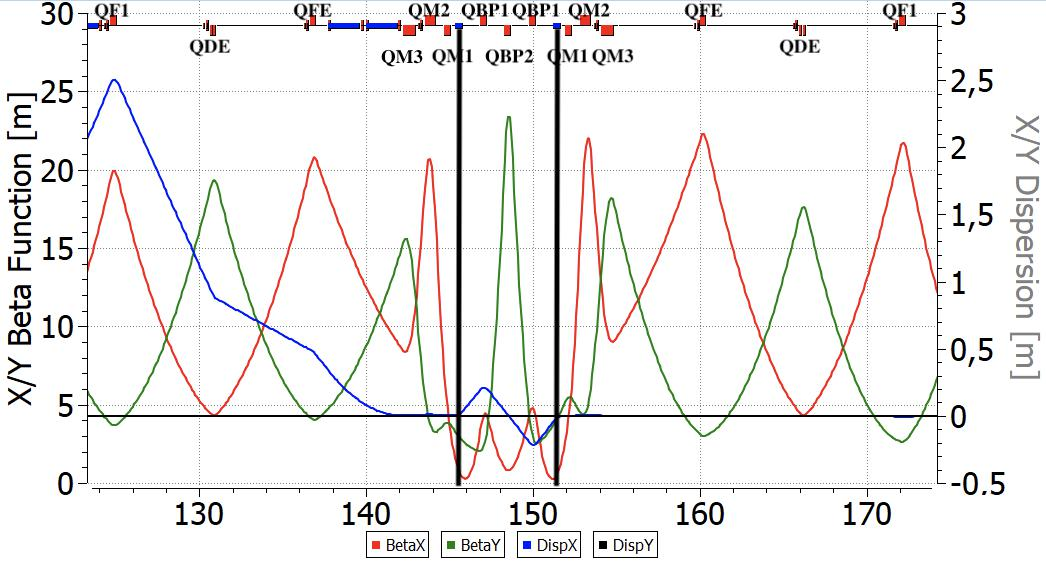 30
25
20
15
10
5
0
X/Y Beta Function [m]
QF1 QFE QM2 QBP1 QBP1 QM2 QFE QF1
QDE QM3 QM1 QBP2 QM1 QM3 QDE
3
2,5
2
1,5
1
0,5
0
-0,5
X/Y Dispersion [m]
130 140 150 160 170
BetaX BetaY DispX DispY